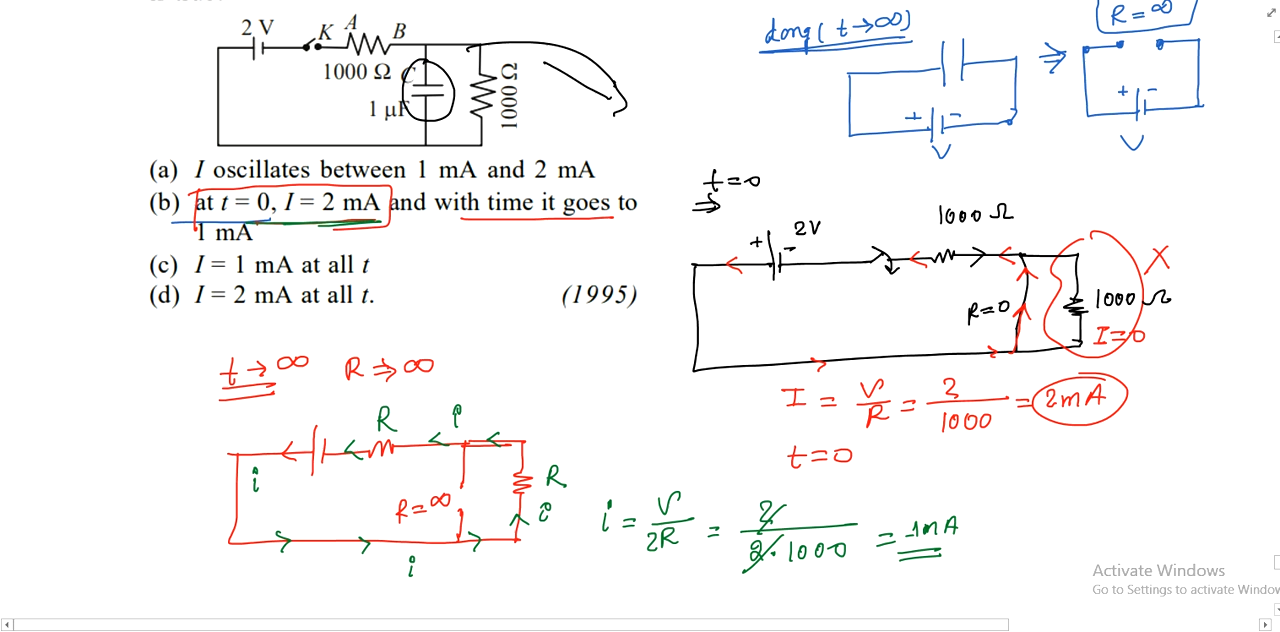 2 V
K
A
B
1000 Ω
C
1 μF
1000 Ω
(a) I oscillates between 1 mA and 2 mA
(b) at t = 0, I = 2 mA and with time it goes to
1 mA
(c) I = 1 mA at all t
(d) I = 2 mA at all t.
(1995)
long (t→∞)
+ -
V
⇒
R = ∞
+ -
V
t=0
⇒
+ -
2V
1000 Ω
R=0
1000 Ω
I=0
X
I = V/R = 2/1000 = 2mA
t=0
t→∞ R⇒∞
R
i
i
R=∞
R
i
i
i = V/2R = 2/2·1000 = 1mA
Activate Windows
Go to Settings to activate Window